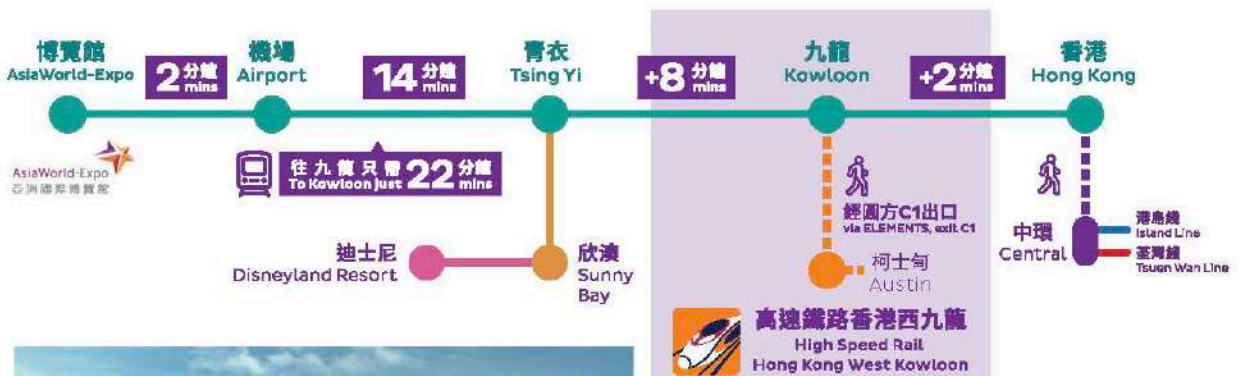 博覽館
AsiaWorld-Expo
2分鐘
mins
機場
Airport
14分鐘
mins
青衣
Tsing Yi
+8分鐘
mins
九龍
Kowloon
+2分鐘
mins
香港
Hong Kong
AsiaWorld-Expo
亞洲國際博覽館
往九龍只需22分鐘
To Kowloon just mins
迪士尼
Disneyland Resort
欣澳
Sunny
Bay
經圓方C1出口
via ELEMENTS, exit C1
柯士甸
Austin
中環
Central
港島綫
Island Line
荃灣綫
Tsuen Wan Line
高速鐵路香港西九龍
High Speed Rail
Hong Kong West Kowloon